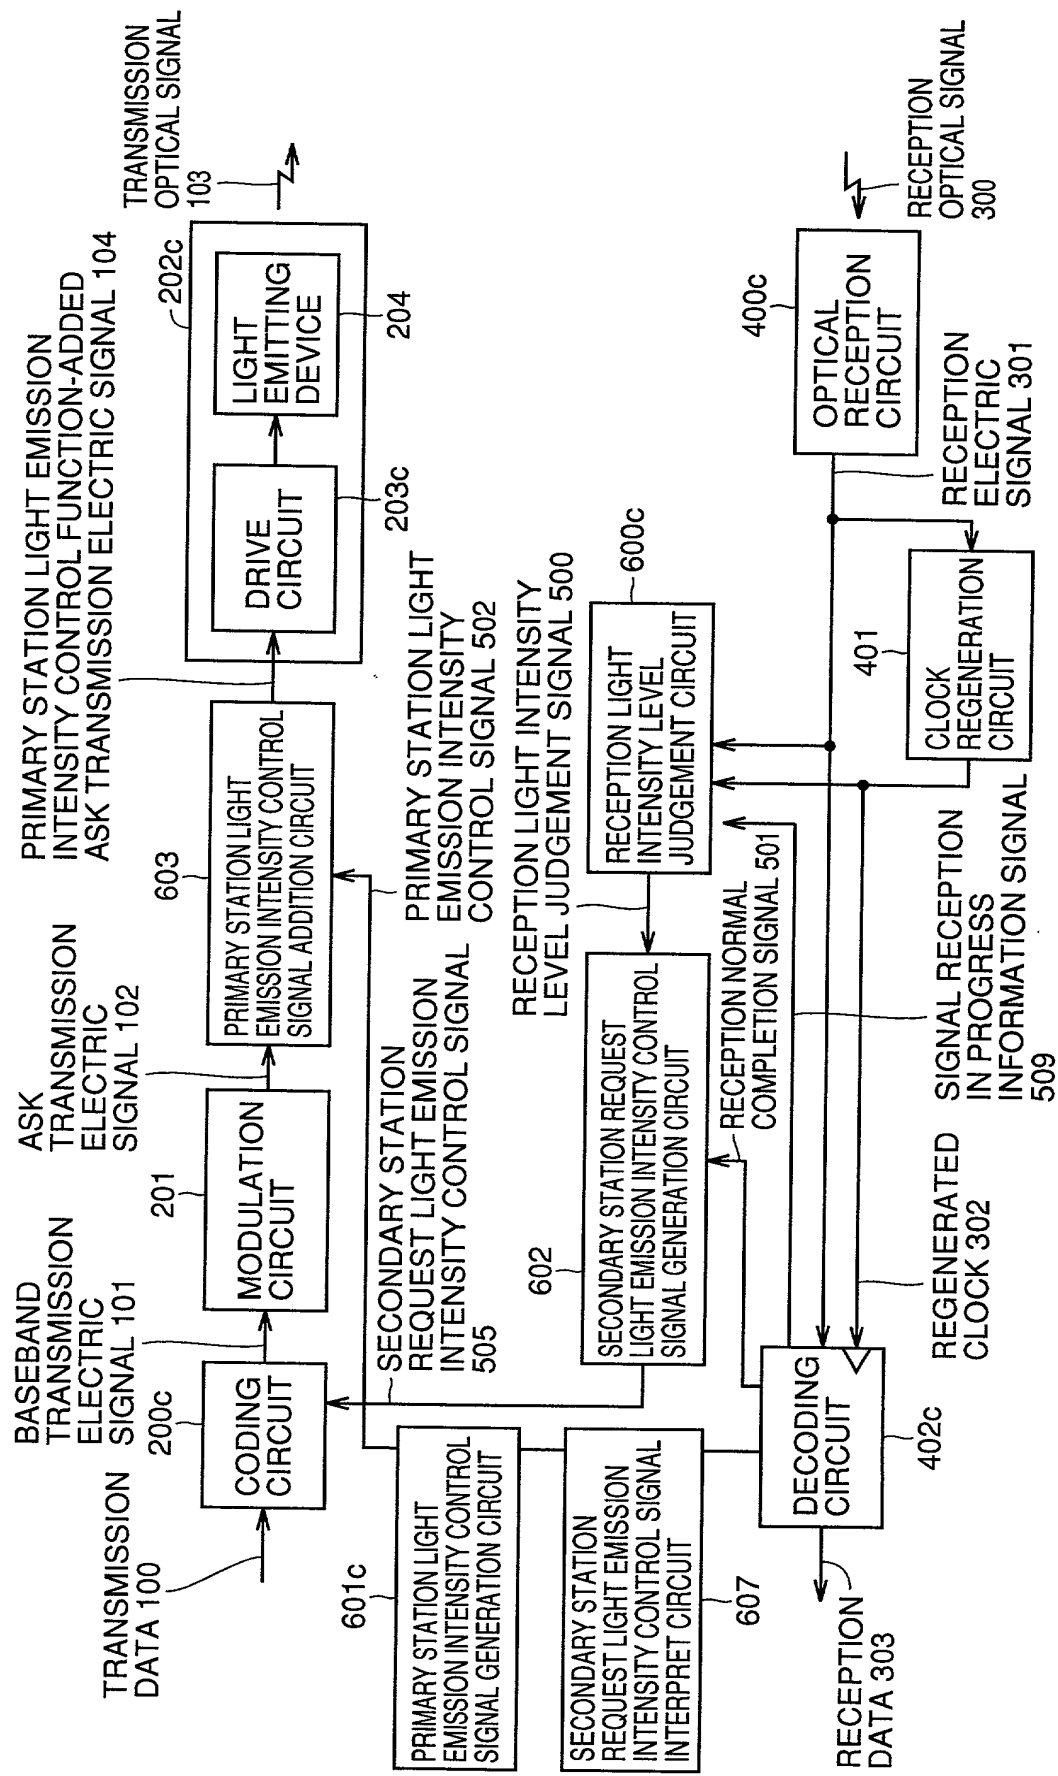 TRANSMISSION
DATA 100
BASEBAND
TRANSMISSION
ELECTRIC
SIGNAL 101
200c
CODING
CIRCUIT
201
MODULATION
CIRCUIT
ASK
TRANSMISSION
ELECTRIC
SIGNAL 102
603
PRIMARY STATION LIGHT
EMISSION INTENSITY CONTROL
SIGNAL ADDITION CIRCUIT
PRIMARY STATION LIGHT EMISSION
INTENSITY CONTROL FUNCTION-ADDED
ASK TRANSMISSION ELECTRIC SIGNAL 104
202c
DRIVE
CIRCUIT
203c
LIGHT
EMITTING
DEVICE
204
TRANSMISSION
OPTICAL SIGNAL
103
601c
PRIMARY STATION LIGHT
EMISSION INTENSITY CONTROL
SIGNAL GENERATION CIRCUIT
SECONDARY STATION
REQUEST LIGHT EMISSION
INTENSITY CONTROL SIGNAL
505
PRIMARY STATION LIGHT
EMISSION INTENSITY
CONTROL SIGNAL 502
SECONDARY STATION
REQUEST LIGHT EMISSION
INTENSITY CONTROL SIGNAL
INTERPRET CIRCUIT
607
602
SECONDARY STATION REQUEST
LIGHT EMISSION INTENSITY CONTROL
SIGNAL GENERATION CIRCUIT
RECEPTION LIGHT INTENSITY
LEVEL JUDGEMENT SIGNAL 500
600c
RECEPTION LIGHT
INTENSITY LEVEL
JUDGEMENT CIRCUIT
RECEPTION NORMAL
COMPLETION SIGNAL 501
400c
OPTICAL
RECEPTION
CIRCUIT
RECEPTION
OPTICAL SIGNAL
300
RECEPTION
ELECTRIC
SIGNAL 301
401
CLOCK
REGENERATION
CIRCUIT
DECODING
CIRCUIT
402c
RECEPTION
DATA 303
REGENERATED
CLOCK 302
SIGNAL RECEPTION
IN PROGRESS
INFORMATION SIGNAL
509